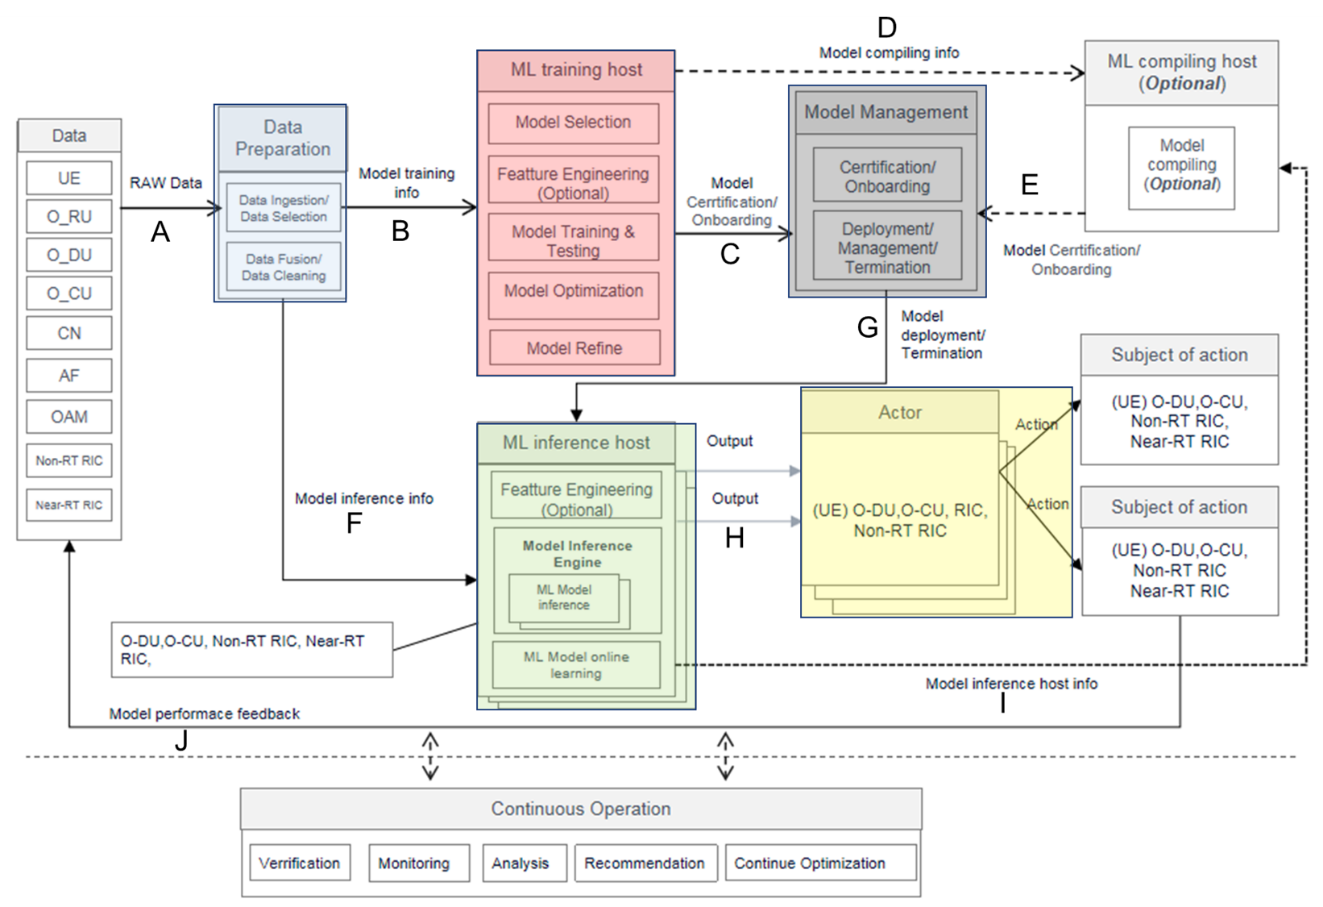 D
Model compiling info
ML training host
Model Selection
Featture Engineering
(Optional)
Model Training &
Testing
Model Optimization
Model Refine
ML compiling host
(Optional)
Model
compiling
(Optional)
Model Management
Cerrtification/
Onboarding
Deployment/
Management/
Termination
Data
UE
O_RU
O_DU
O_CU
CN
AF
OAM
Non-RT RIC
Near-RT RIC
RAW Data
A
Data
Preparation
Data Ingestion/
Data Selection
Data Fusion/
Data Cleaning
Model training
info
B
Model
Cerrtification/
Onboarding
C
E
Model Cerrtification/
Onboarding
G
Model
deployment/
Termination
Model inference info
F
ML inference host
Featture Engineering
(Optional)
Model Inference
Engine
ML Model
inference
ML Model online
learning
Output
Output
H
Actor
(UE) O-DU,O-CU, RIC,
Non-RT RIC
Action
Action
Subject of action
(UE) O-DU,O-CU,
Non-RT RIC,
Near-RT RIC
Subject of action
(UE) O-DU,O-CU,
Non-RT RIC
Near-RT RIC
O-DU,O-CU, Non-RT RIC, Near-RT
RIC,
Model inference host info
I
Model performace feedback
J
Continuous Operation
Verrification
Monitoring
Analysis
Recommendation
Continue Optimization